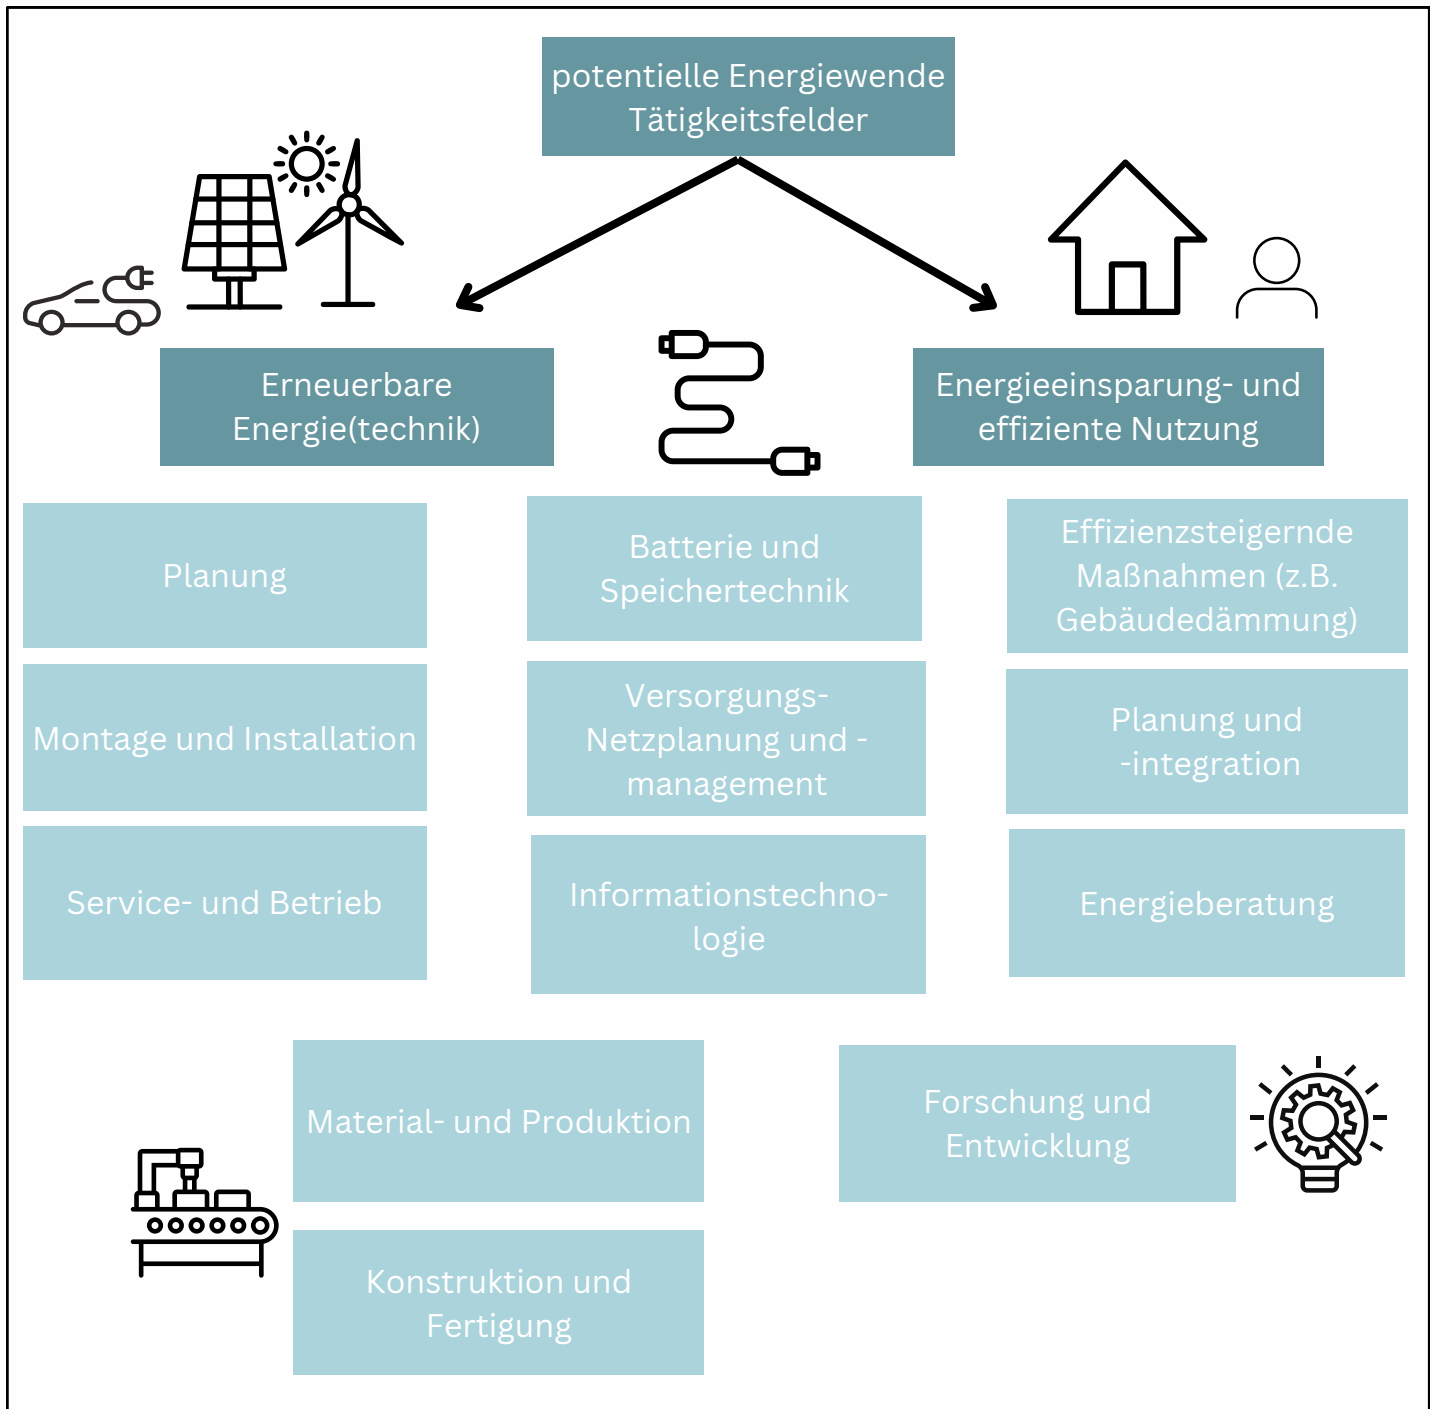 potentielle Energiewende
Tätigkeitsfelder
Erneuerbare
Energie(technik)
Energieeinsparung- und
effiziente Nutzung
Planung
Montage und Installation
Service- und Betrieb
Batterie und
Speichertechnik
Versorgungs-
Netzplanung und -
management
Informationstechno-
logie
Effizienzsteigernde
Maßnahmen (z.B.
Gebäudedämmung)
Planung und
-integration
Energieberatung
Material- und Produktion
Konstruktion und
Fertigung
Forschung und
Entwicklung